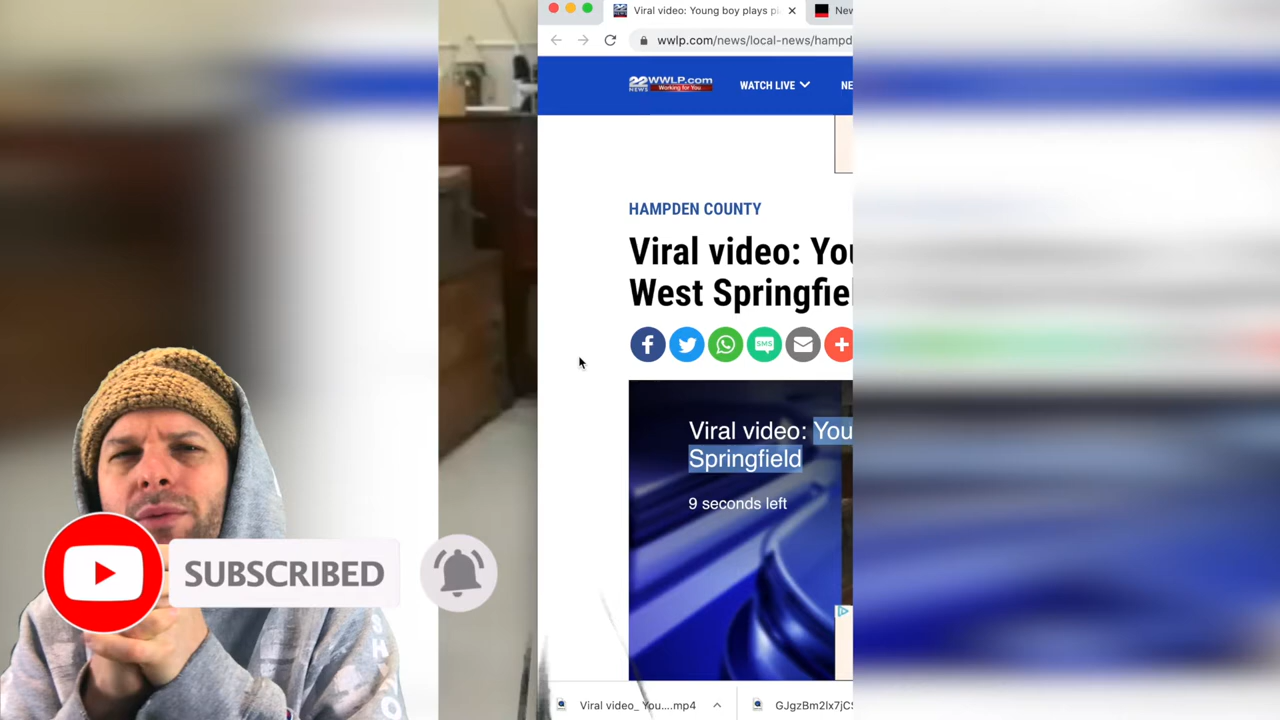 Viral video: Young boy plays pi
New
wwlp.com/news/local-news/hampd
22 NEWS WWLP.com
Working for You
WATCH LIVE
NE
HAMPDEN COUNTY
Viral video: You
West Springfie
SMS
Viral video: You
Springfield
9 seconds left
SUBSCRIBED
Viral video_ You....mp4
GJgzBm2Ix7jCS